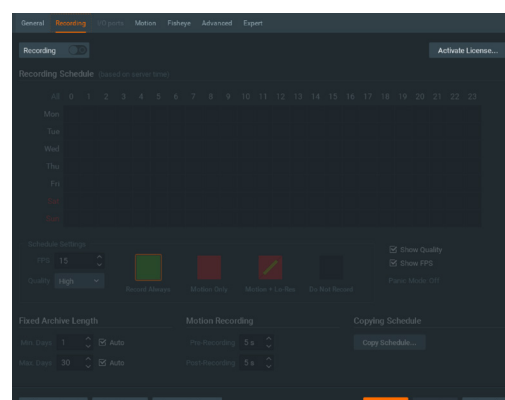 General Recording I/O ports Motion Fisheye Advanced Expert
Recording Activate License...
Recording Schedule (based on server time)
All 0 1 2 3 4 5 6 7 8 9 10 11 12 13 14 15 16 17 18 19 20 21 22 23
Mon
Tue
Wed
Thu
Fri
Sat
Sun
Schedule Settings
FPS 15
Quality High
Record Always Motion Only Motion + Lo-Res Do Not Record
Show Quality
Show FPS
Panic Mode: Off
Fixed Archive Length Motion Recording Copying Schedule
Min. Days 1 Auto Pre-Recording 5 s Copy Schedule...
Max. Days 30 Auto Post-Recording 5 s